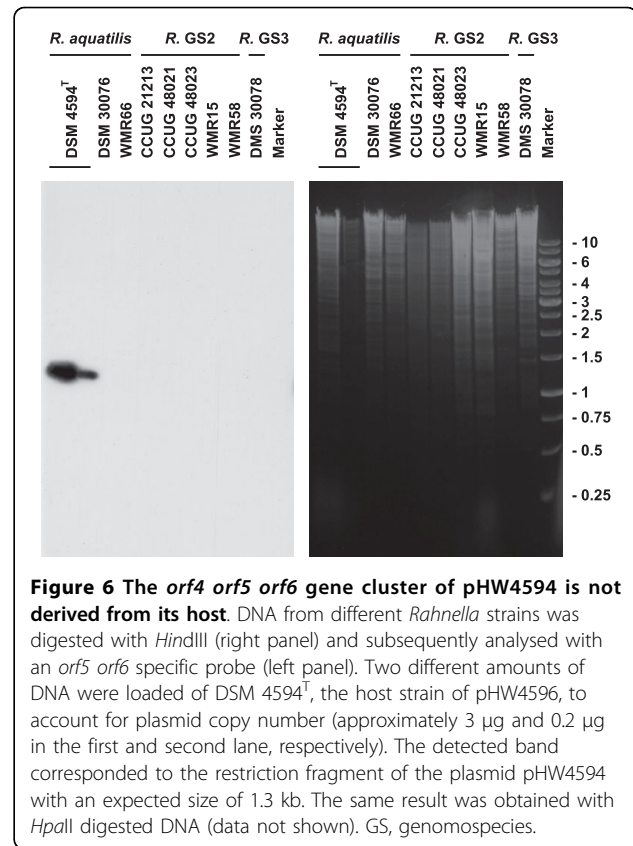 R. aquatilis R. GS2 R. GS3 R. aquatilis R. GS2 R. GS3
DSM 4594T
DSM 30076
WMR66
CCUG 21213
CCUG 48021
CCUG 48023
WMR15
WMR58
DMS 30078
Marker
DSM 4594T
DSM 30076
WMR66
CCUG 21213
CCUG 48021
CCUG 48023
WMR15
WMR58
DMS 30078
Marker
- 10
- 6
- 4
- 3
- 2.5
- 2
- 1.5
- 1
- 0.75
- 0.5
- 0.25
Figure 6 The orf4 orf5 orf6 gene cluster of pHW4594 is not
derived from its host. DNA from different Rahnella strains was
digested with HindIII (right panel) and subsequently analysed with
an orf5 orf6 specific probe (left panel). Two different amounts of
DNA were loaded of DSM 4594T, the host strain of pHW4596, to
account for plasmid copy number (approximately 3 μg and 0.2 μg
in the first and second lane, respectively). The detected band
corresponded to the restriction fragment of the plasmid pHW4594
with an expected size of 1.3 kb. The same result was obtained with
HpaII digested DNA (data not shown). GS, genomospecies.